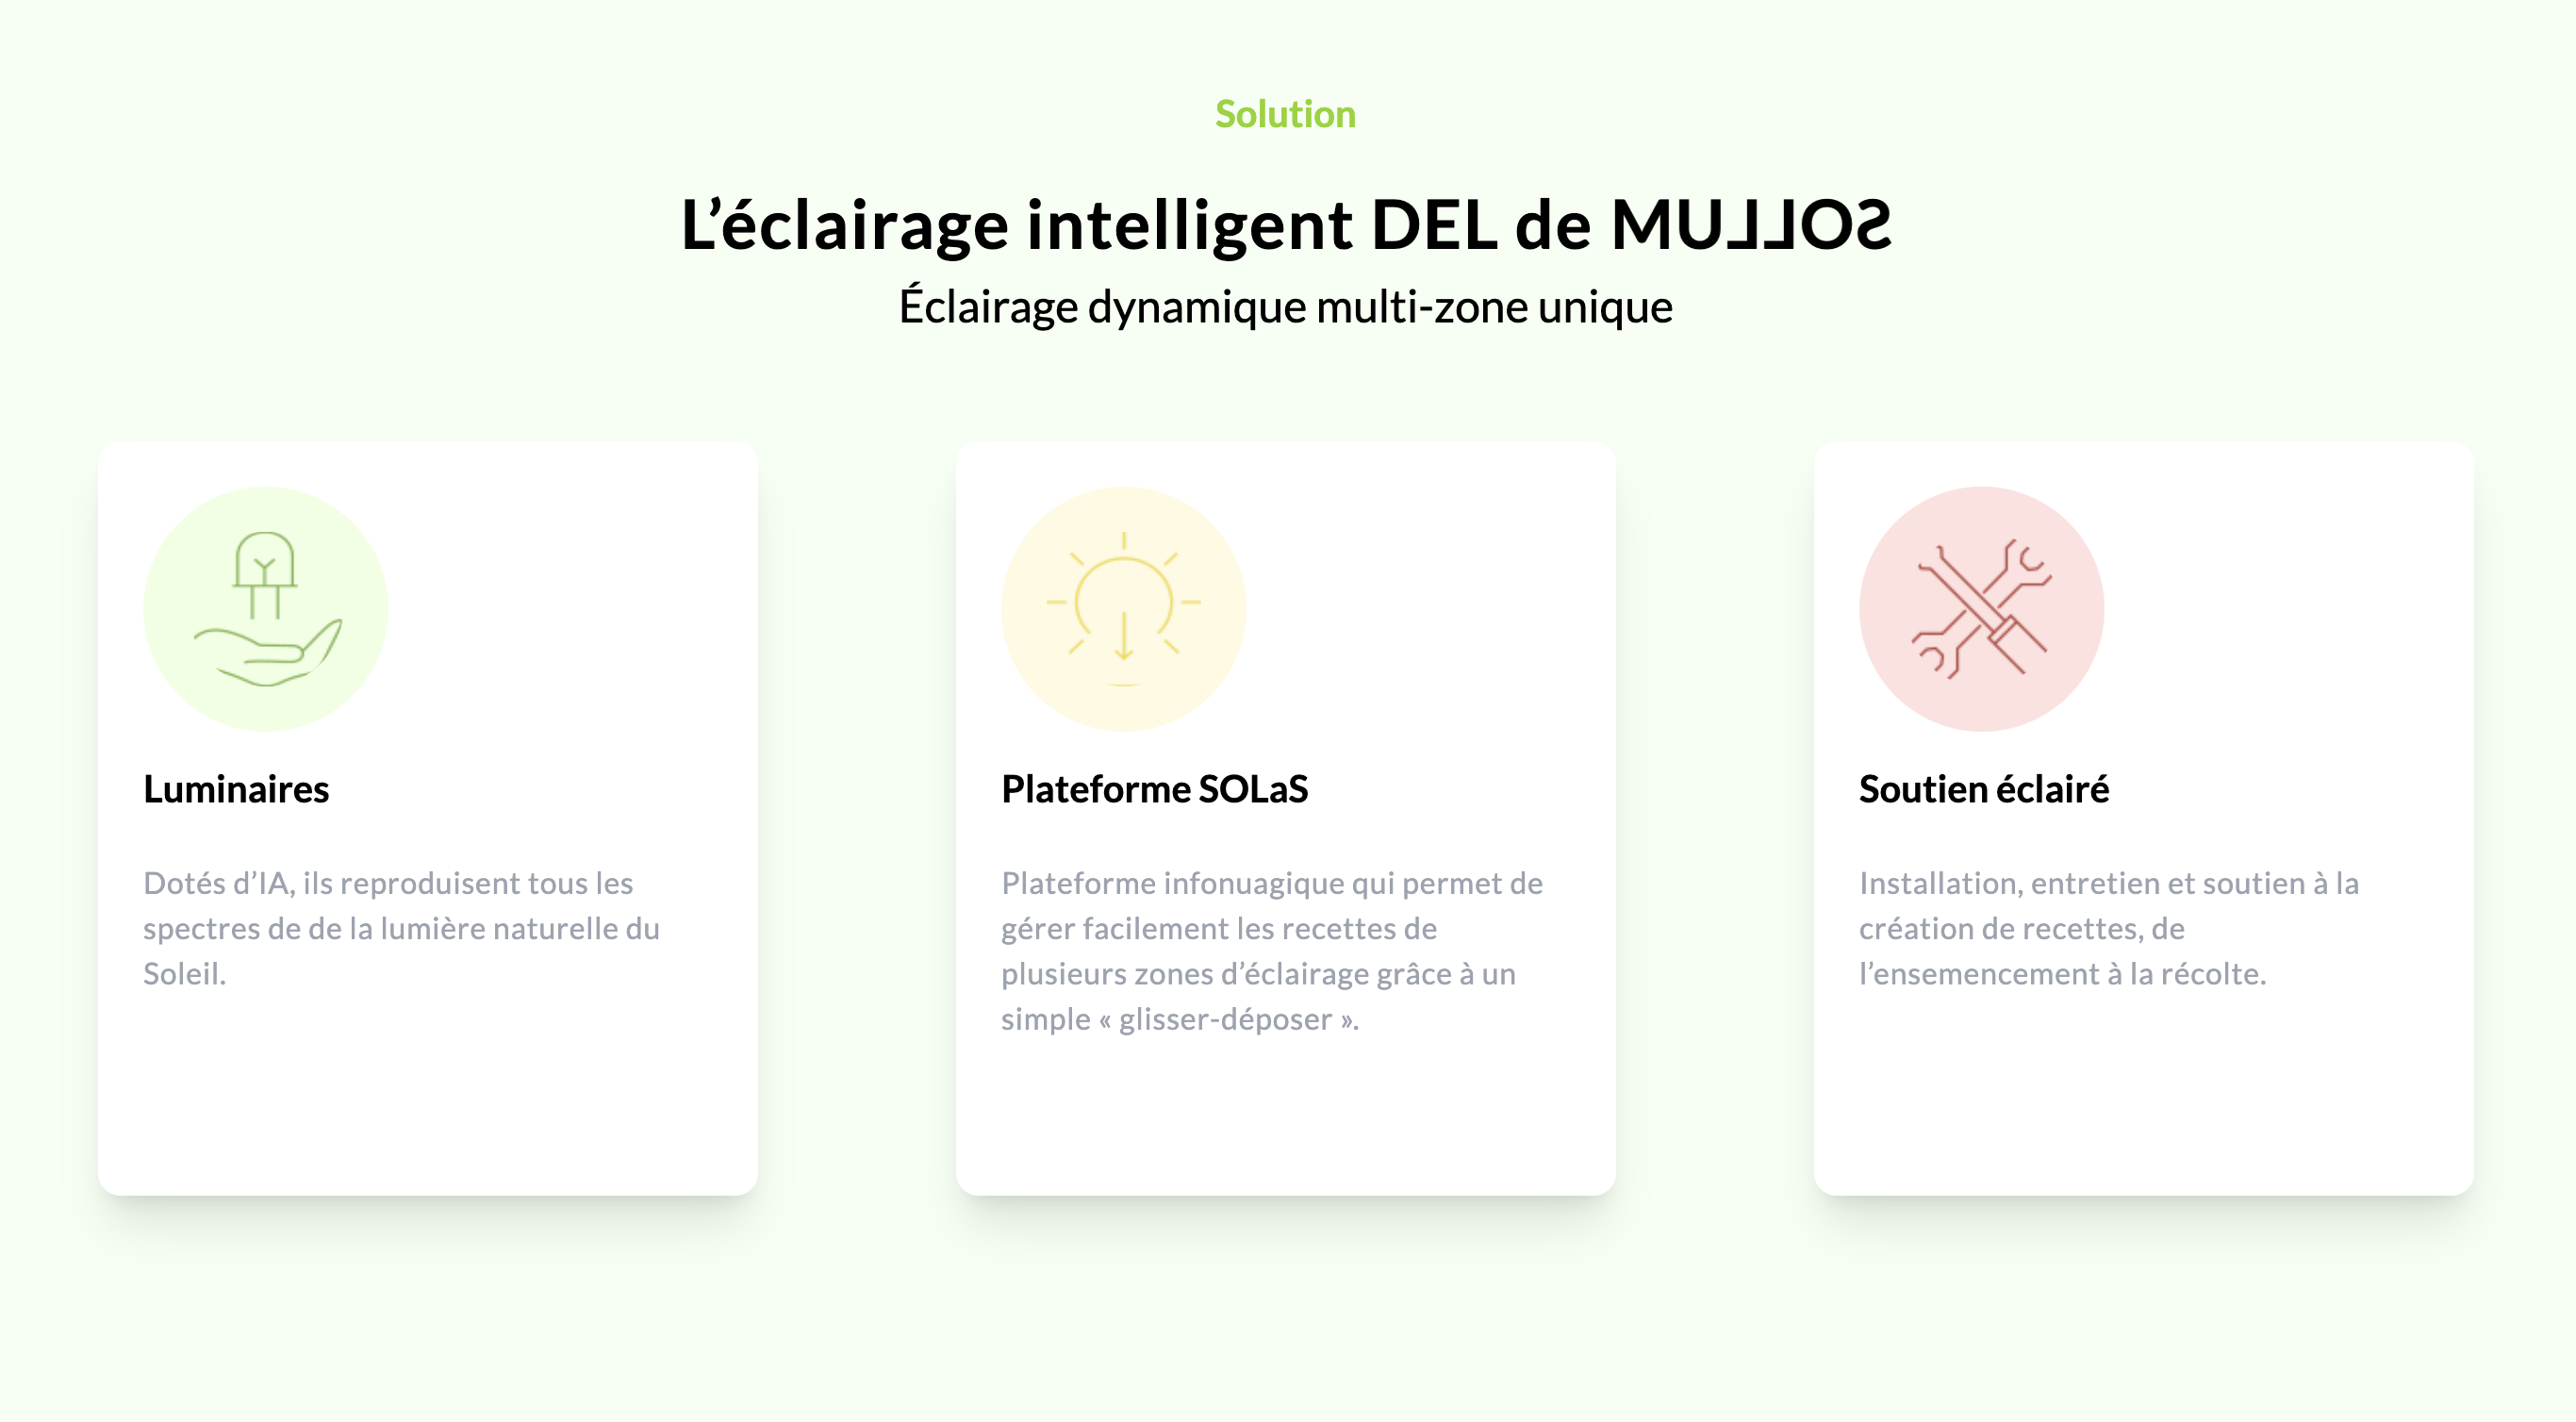 Solution
L’éclairage intelligent DEL de SOLLUM
Éclairage dynamique multi-zone unique
Luminaires
Dotés d’IA, ils reproduisent tous les
spectres de de la lumière naturelle du
Soleil.
Plateforme SOLaS
Plateforme infonuagique qui permet de
gérer facilement les recettes de
plusieurs zones d’éclairage grâce à un
simple « glisser-déposer ».
Soutien éclairé
Installation, entretien et soutien à la
création de recettes, de
l’ensemencement à la récolte.